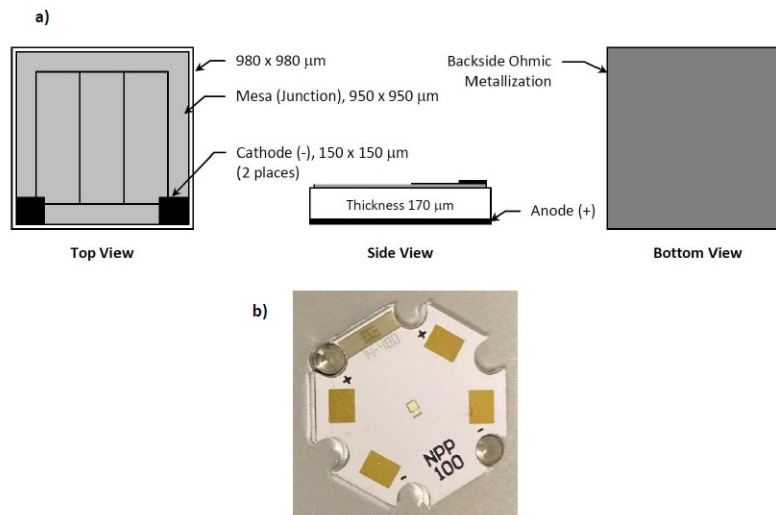 a)
980 x 980 μm
Mesa (Junction), 950 x 950 μm
Cathode (-), 150 x 150 μm
(2 places)
Backside Ohmic
Metallization
Thickness 170 μm
Anode (+)
Top View
Side View
Bottom View
b)
H-480
+
+
-
-
NPP
100